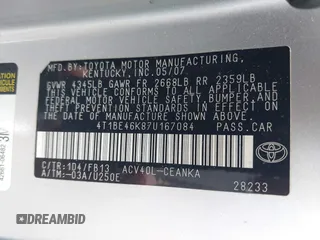 MFD. BY:
TOYOTA MOTOR MANUFACTURING,
KENTUCKY,INC.05/07
GVWR 4345LB GAWR FR 2668LB RR 2359LB
THIS VEHICLE CONFORMS TO ALL APPLICABLE
FEDERAL MOTOR VEHICLE SAFETY, BUMPER,
AND THEFT PREVENTION STANDARDS IN EFFECT
ON THE DATE OF MANUFACTURE SHOWN ABOVE.
4T1BE46K87U167084 PASS.CAR
C/TR:1D4/FB13 ACV40L-CEANKA
A/TM:-03A/U250E
TOYOTA
28233
DREAMBID
DREAMBID